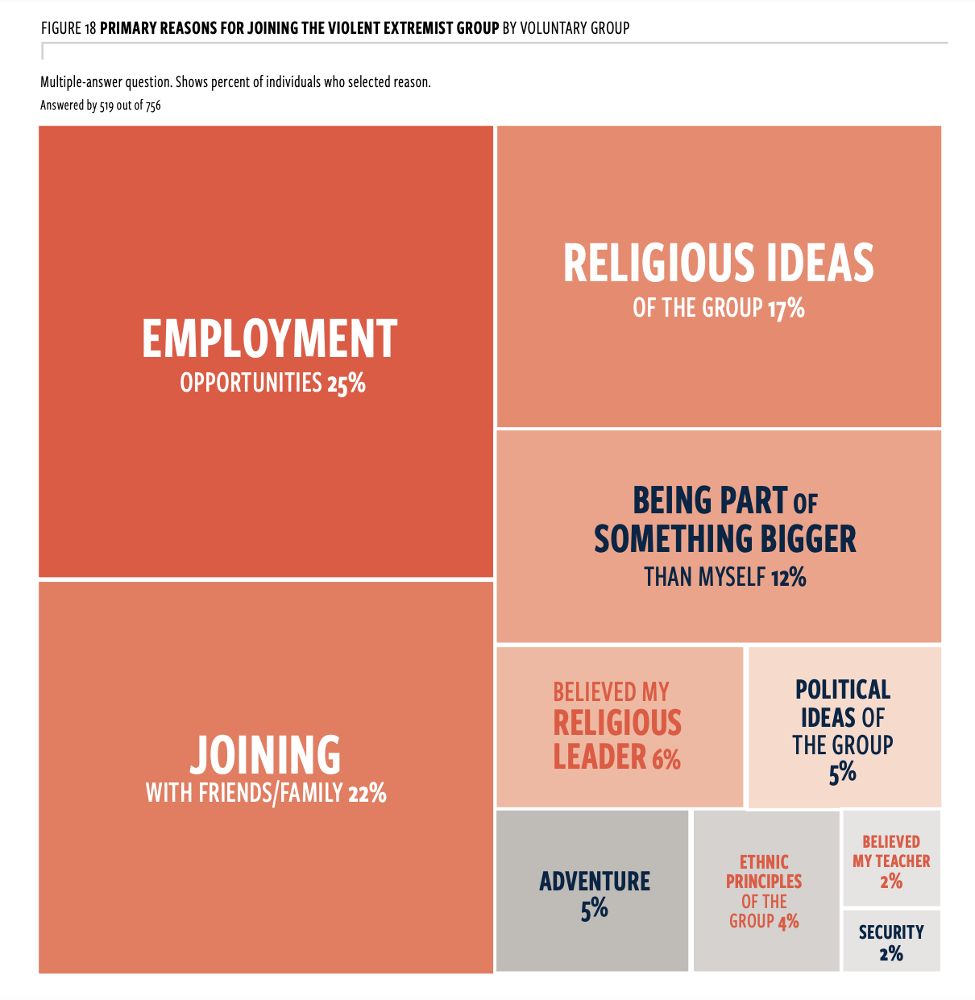 FIGURE 18 PRIMARY REASONS FOR JOINING THE VIOLENT EXTREMIST GROUP BY VOLUNTARY GROUP
Multiple-answer question. Shows percent of individuals who selected reason.
Answered by 519 out of 756
EMPLOYMENT
OPPORTUNITIES 25%
JOINING
WITH FRIENDS/FAMILY 22%
RELIGIOUS IDEAS
OF THE GROUP 17%
BEING PART OF
SOMETHING BIGGER
THAN MYSELF 12%
BELIEVED MY
RELIGIOUS
LEADER 6%
POLITICAL
IDEAS OF
THE GROUP
5%
ADVENTURE
5%
ETHNIC
PRINCIPLES
OF THE
GROUP 4%
BELIEVED
MY TEACHER
2%
SECURITY
2%